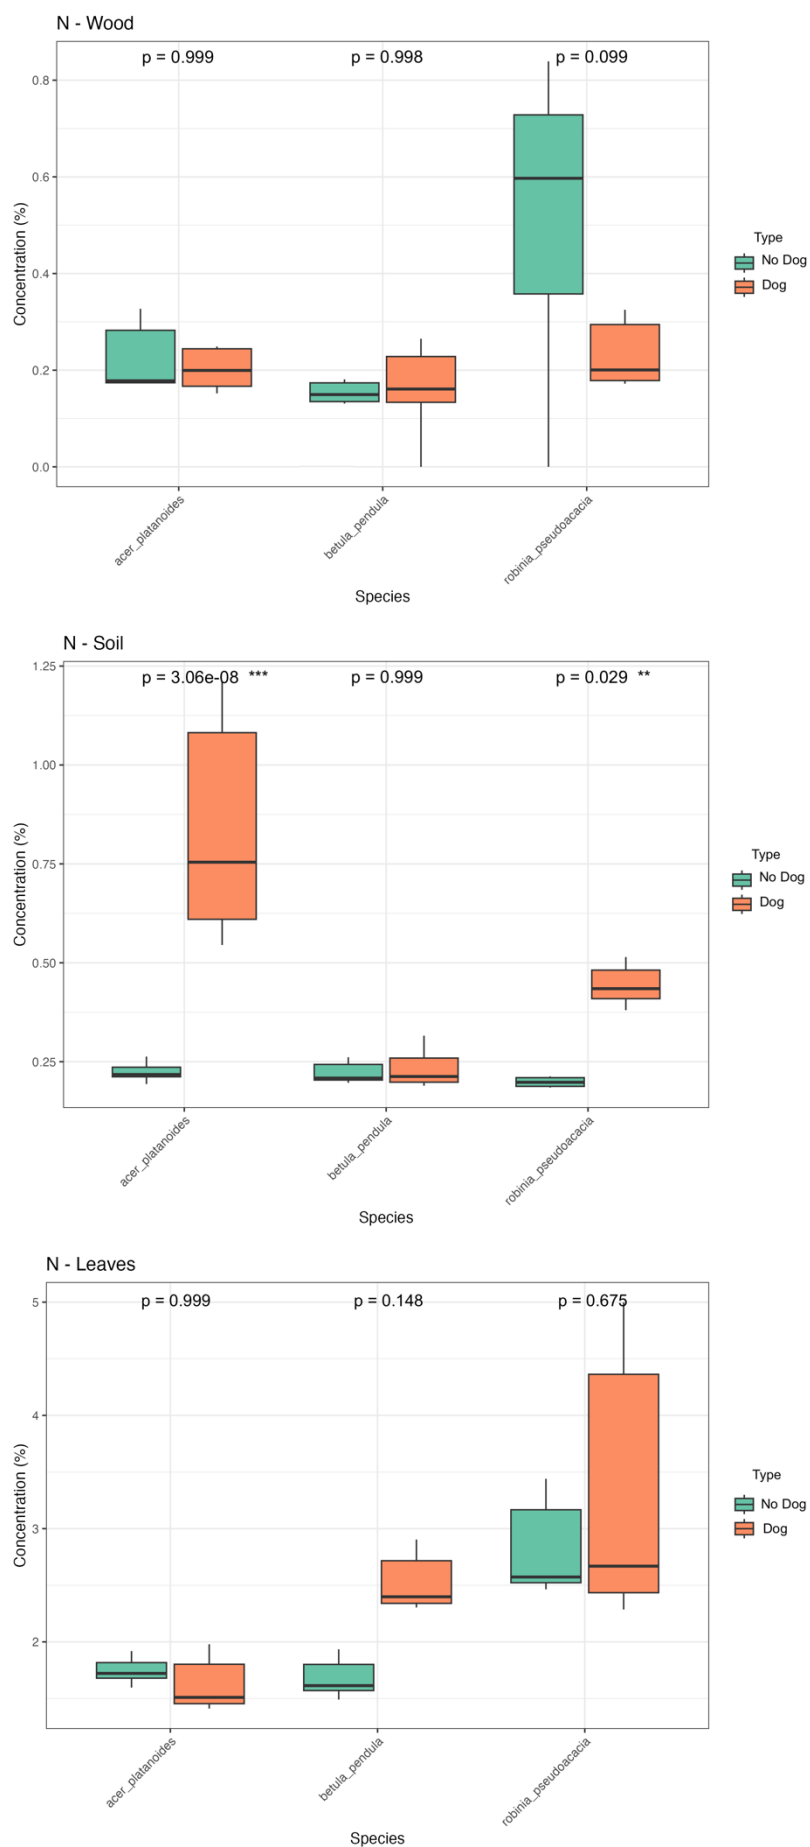 N - Wood
p = 0.999
p = 0.998
p = 0.099
0.8
0.6
0.4
0.2
0.0
Concentration (%)
acer_platanoides
betula_pendula
robinia_pseudoacacia
Species
Type
No Dog
Dog
N - Soil
p = 3.06e-08 ***
p = 0.999
p = 0.029 **
1.25
1.00
0.75
0.50
0.25
Concentration (%)
acer_platanoides
betula_pendula
robinia_pseudoacacia
Species
Type
No Dog
Dog
N - Leaves
p = 0.999
p = 0.148
p = 0.675
5
4
3
2
Concentration (%)
acer_platanoides
betula_pendula
robinia_pseudoacacia
Species
Type
No Dog
Dog